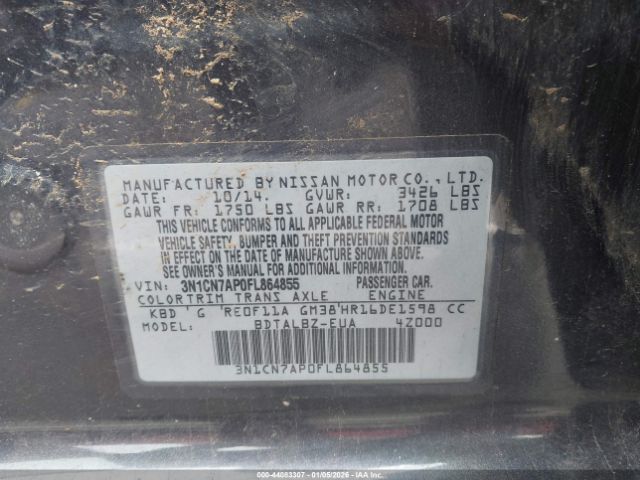 MANUFACTURED BY NISSAN MOTOR CO., LTD.
DATE: 10/14. GVWR: 3426 LBS
GAWR FR: 1750 LBS GAWR RR: 1708 LBS
THIS VEHICLE CONFORMS TO ALL APPLICABLE FEDERAL MOTOR
VEHICLE SAFETY, BUMPER AND THEFT PREVENTION STANDARDS
IN EFFECT ON THE DATE OF MANUFACTURE SHOWN ABOVE.
SEE OWNER'S MANUAL FOR ADDITIONAL INFORMATION.
VIN: 3N1CN7AP0FL864855 PASSENGER CAR.
COLOR TRIM TRANS AXLE ENGINE
KBD ' G 'RE0F11A GM38'HR16DE1598 CC
MODEL: BDTALBZ-EUA 4Z000
3N1CN7AP0FL864855
000-44083307 - 01/05/2026 - IAA Inc.